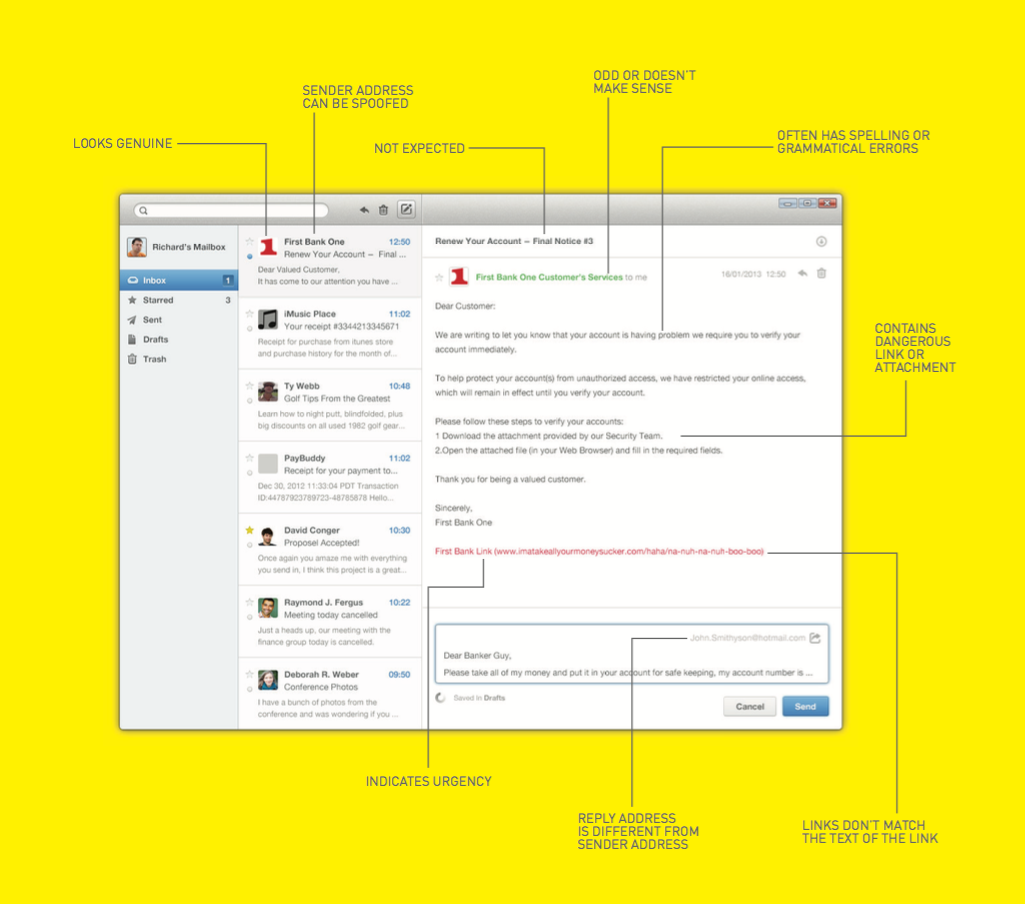 SENDER ADDRESS
CAN BE SPOOFED
ODD OR DOESN'T
MAKE SENSE
LOOKS GENUINE
NOT EXPECTED
OFTEN HAS SPELLING OR
GRAMMATICAL ERRORS
Richard's Mailbox
Inbox 1
Starred 3
Sent
Drafts
Trash
1
First Bank One 12:50
Renew Your Account – Final ...
Dear Valued Customer,
It has come to our attention you have ...
iMusic Place 11:02
Your receipt #3344213345671
Receipt for purchase from itunes store
and purchase history for the month of...
Ty Webb 10:48
Golf Tips From the Greatest
Learn how to night putt, blindfolded, plus
big discounts on all used 1982 golf gear...
PayBuddy 11:02
Receipt for your payment to...
Dec 30, 2012 11:33:04 PDT Transaction
ID:44787923789723-48785878 Hello...
David Conger 10:30
Proposel Accepted!
Once again you amaze me with everything
you send in, I think this project is a great...
Raymond J. Fergus 10:22
Meeting today cancelled
Just a heads up, our meeting with the
finance group today is cancelled.
Deborah R. Weber 09:50
Conference Photos
I have a bunch of photos from the
conference and was wondering if you ...
Renew Your Account – Final Notice #3
1
First Bank One Customer's Services to me 16/01/2013 12:50
Dear Customer:
We are writing to let you know that your account is having problem we require you to verify your
account immediately.
To help protect your account(s) from unauthorized access, we have restricted your online access,
which will remain in effect until you verify your account.
Please follow these steps to verify your accounts:
1 Download the attachment provided by our Security Team.
2.Open the attached file (in your Web Browser) and fill in the required fields.
Thank you for being a valued customer.
Sincerely,
First Bank One
First Bank Link (www.imatakeallyourmoneysucker.com/haha/na-nuh-na-nuh-boo-boo)
John.Smithyson@hotmail.com
Dear Banker Guy,
Please take all of my money and put it in your account for safe keeping, my account number is ...
Saved in Drafts
Cancel
Send
CONTAINS
DANGEROUS
LINK OR
ATTACHMENT
INDICATES URGENCY
REPLY ADDRESS
IS DIFFERENT FROM
SENDER ADDRESS
LINKS DON'T MATCH
THE TEXT OF THE LINK